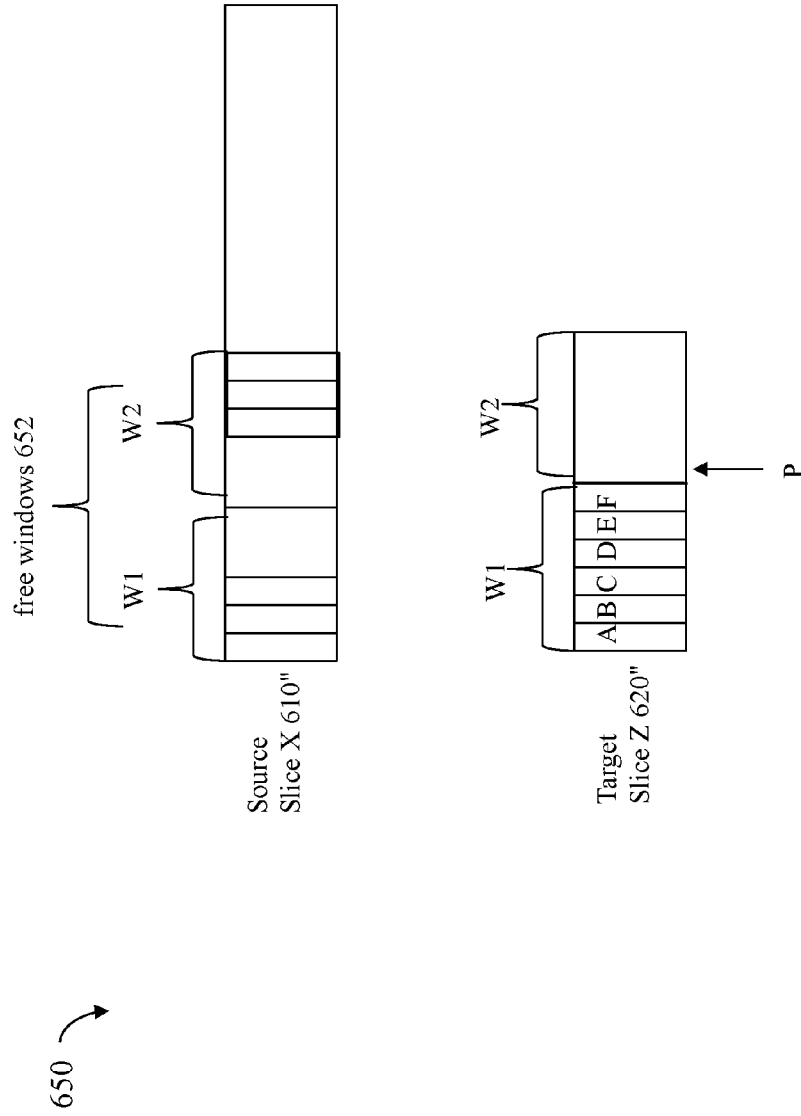 650
free windows 652
W1
W2
Source
Slice X 610"
W1
W2
Target
Slice Z 620"
A B C D E F
P